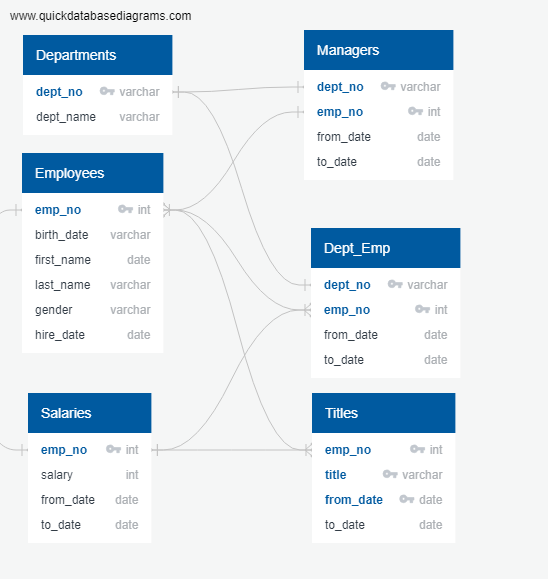 www.quickdatabasediagrams.com
Departments
dept_no varchar
dept_name varchar
Managers
dept_no varchar
emp_no int
from_date date
to_date date
Employees
emp_no int
birth_date varchar
first_name date
last_name varchar
gender varchar
hire_date date
Dept_Emp
dept_no varchar
emp_no int
from_date date
to_date date
Salaries
emp_no int
salary int
from_date date
to_date date
Titles
emp_no int
title varchar
from_date date
to_date date